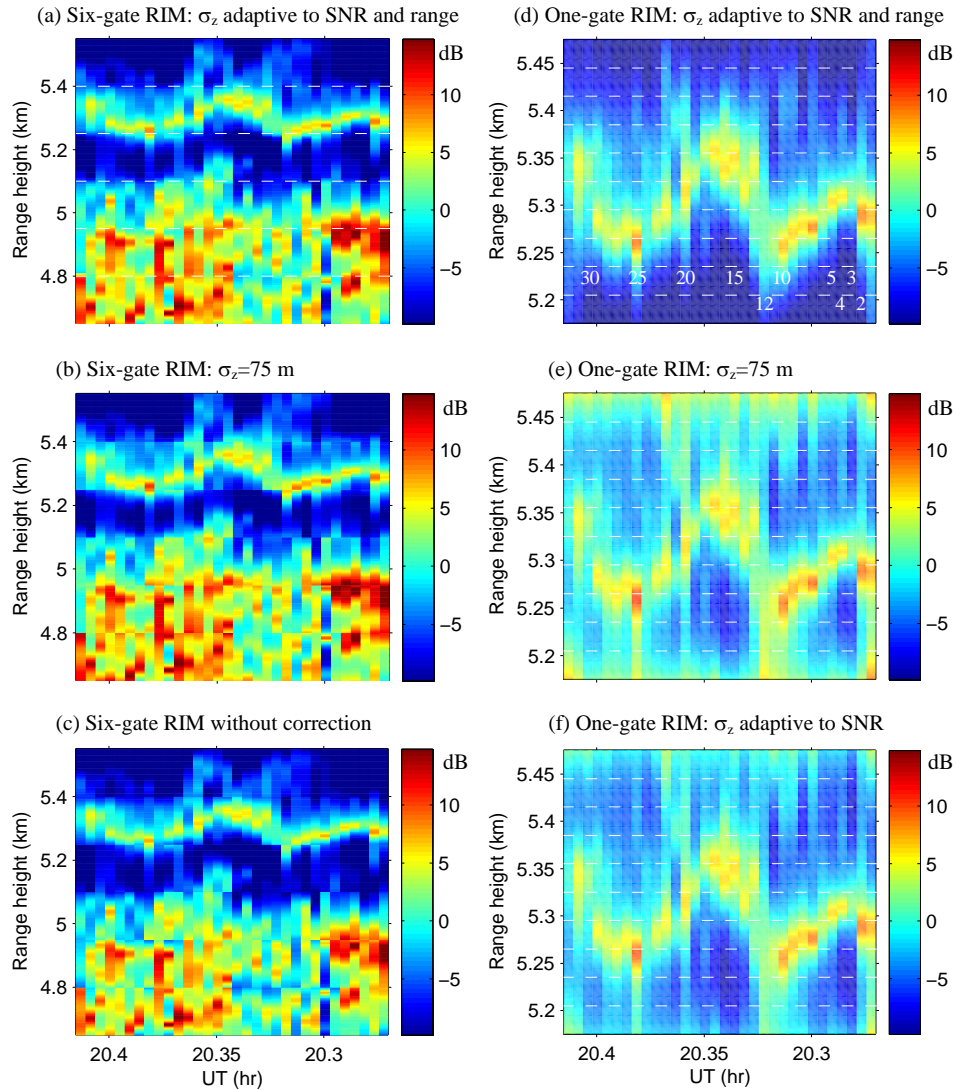 (a) Six-gate RIM: σz adaptive to SNR and range
dB
10
5
0
−5
5.4
5.2
5
4.8
Range height (km)
(d) One-gate RIM: σz adaptive to SNR and range
dB
10
5
0
−5
5.45
5.4
5.35
5.3
5.25
5.2
Range height (km)
30 25 20 15 10 5 3
12 4 2
(b) Six-gate RIM: σz=75 m
dB
10
5
0
−5
5.4
5.2
5
4.8
Range height (km)
(e) One-gate RIM: σz=75 m
dB
10
5
0
−5
5.45
5.4
5.35
5.3
5.25
5.2
Range height (km)
(c) Six-gate RIM without correction
dB
10
5
0
−5
5.4
5.2
5
4.8
Range height (km)
20.4 20.35 20.3
UT (hr)
(f) One-gate RIM: σz adaptive to SNR
dB
10
5
0
−5
5.45
5.4
5.35
5.3
5.25
5.2
Range height (km)
20.4 20.35 20.3
UT (hr)